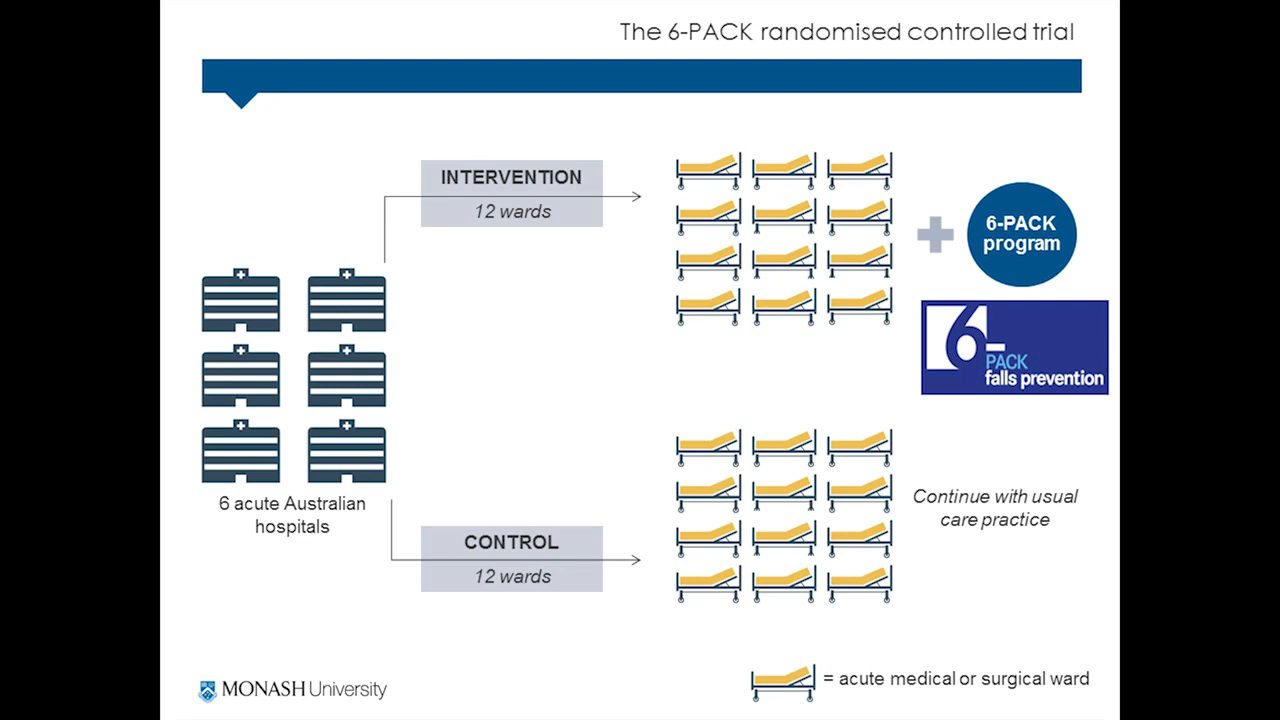 The 6-PACK randomised controlled trial
INTERVENTION
12 wards
6-PACK
program
6-
PACK
falls prevention
6 acute Australian
hospitals
Continue with usual
care practice
CONTROL
12 wards
MONASH University
= acute medical or surgical ward